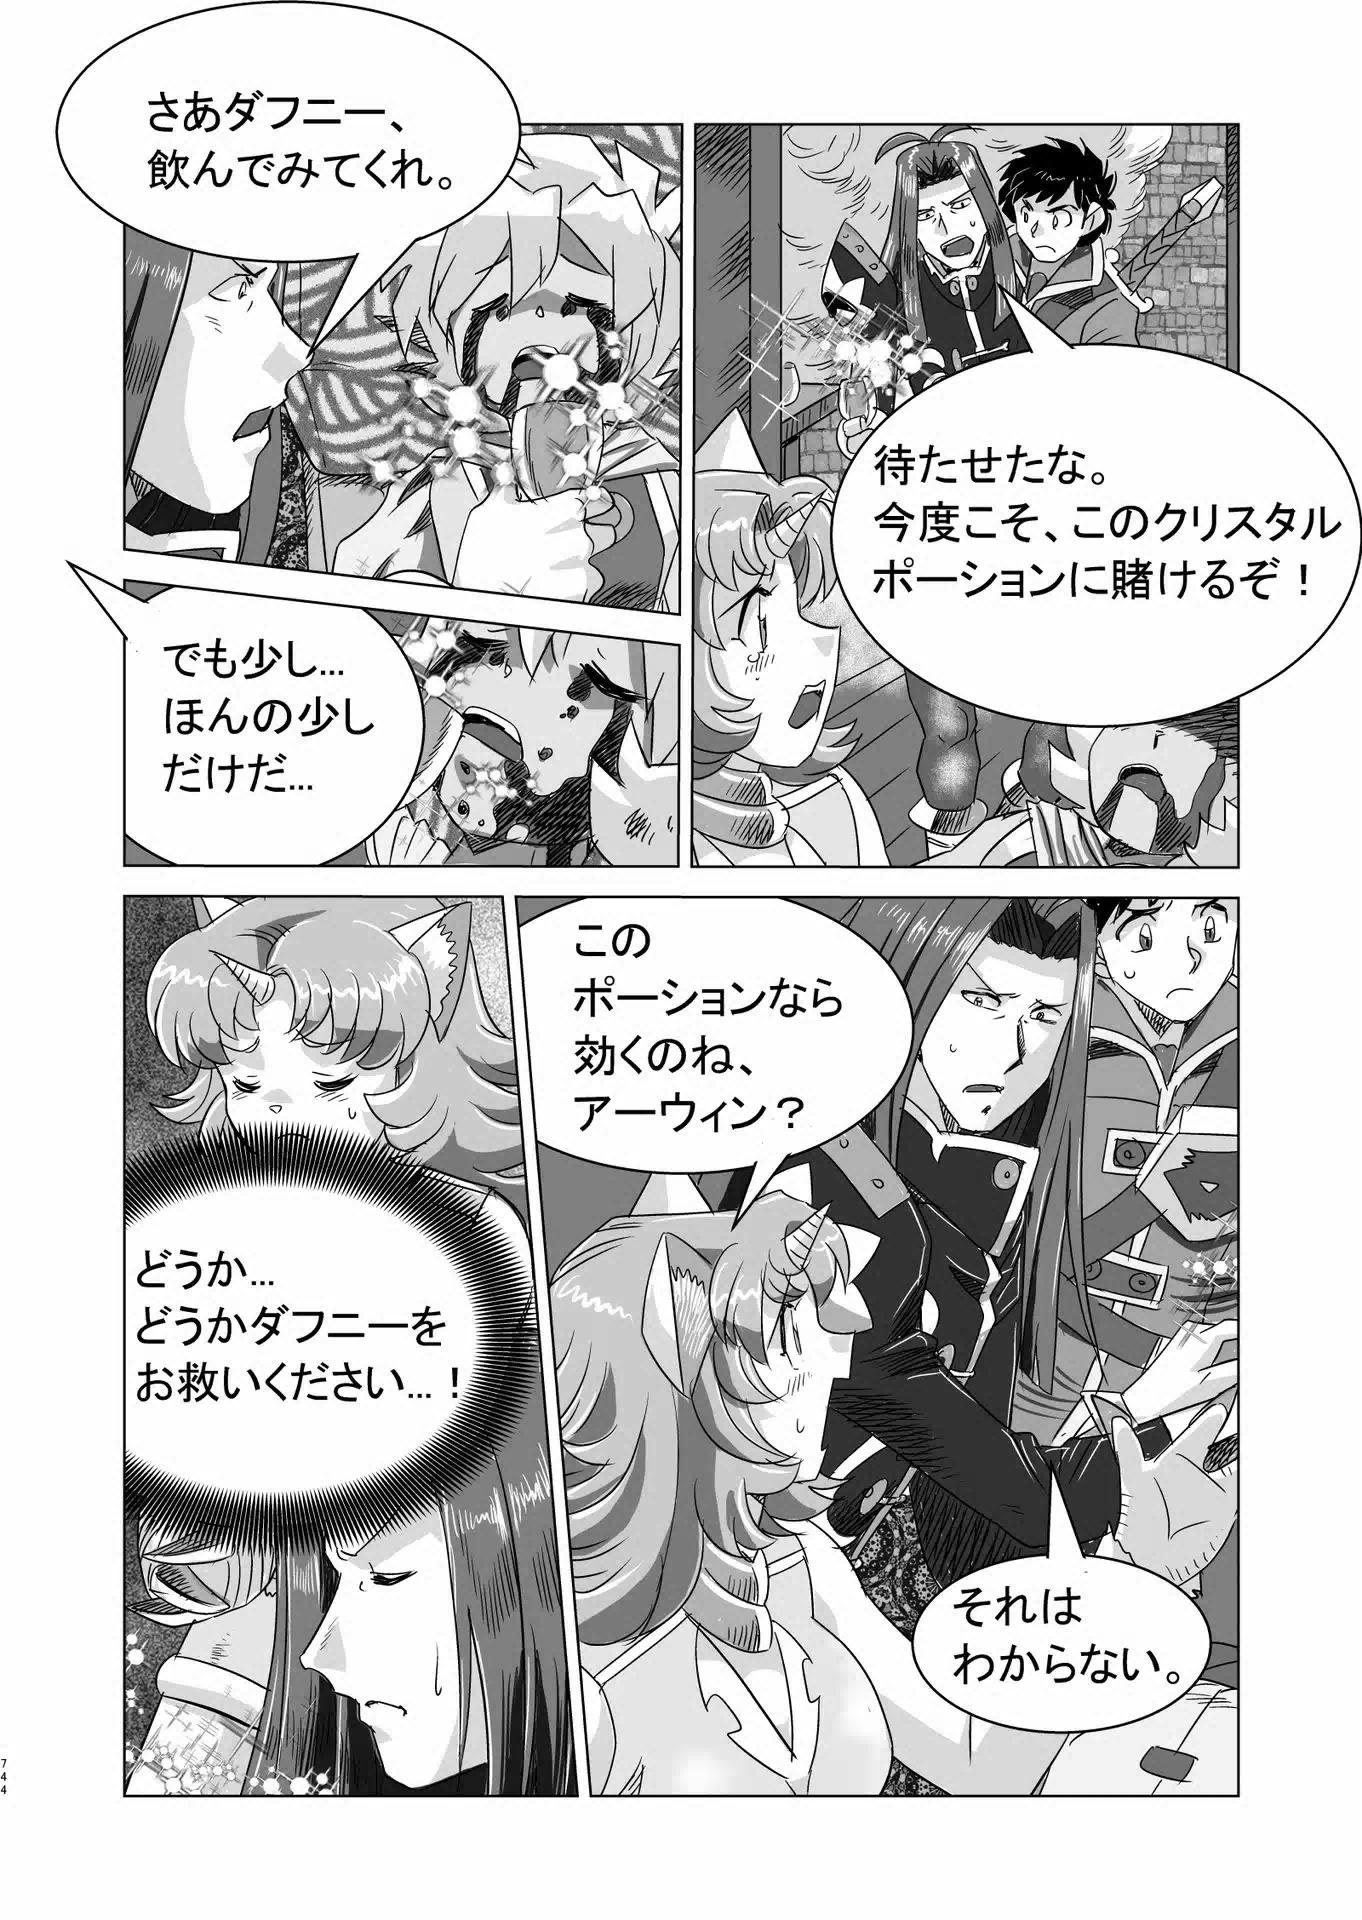 待たせたな。
今度こそ、このクリスタル
ポーションに賭けるぞ！
さあダフニー、
飲んでみてくれ。
でも少し…
ほんの少し
だけだ…
この
ポーションなら
効くのね、
アーウィン？
それは
わからない。
どうか…
どうかダフニーを
お救いください…！
744